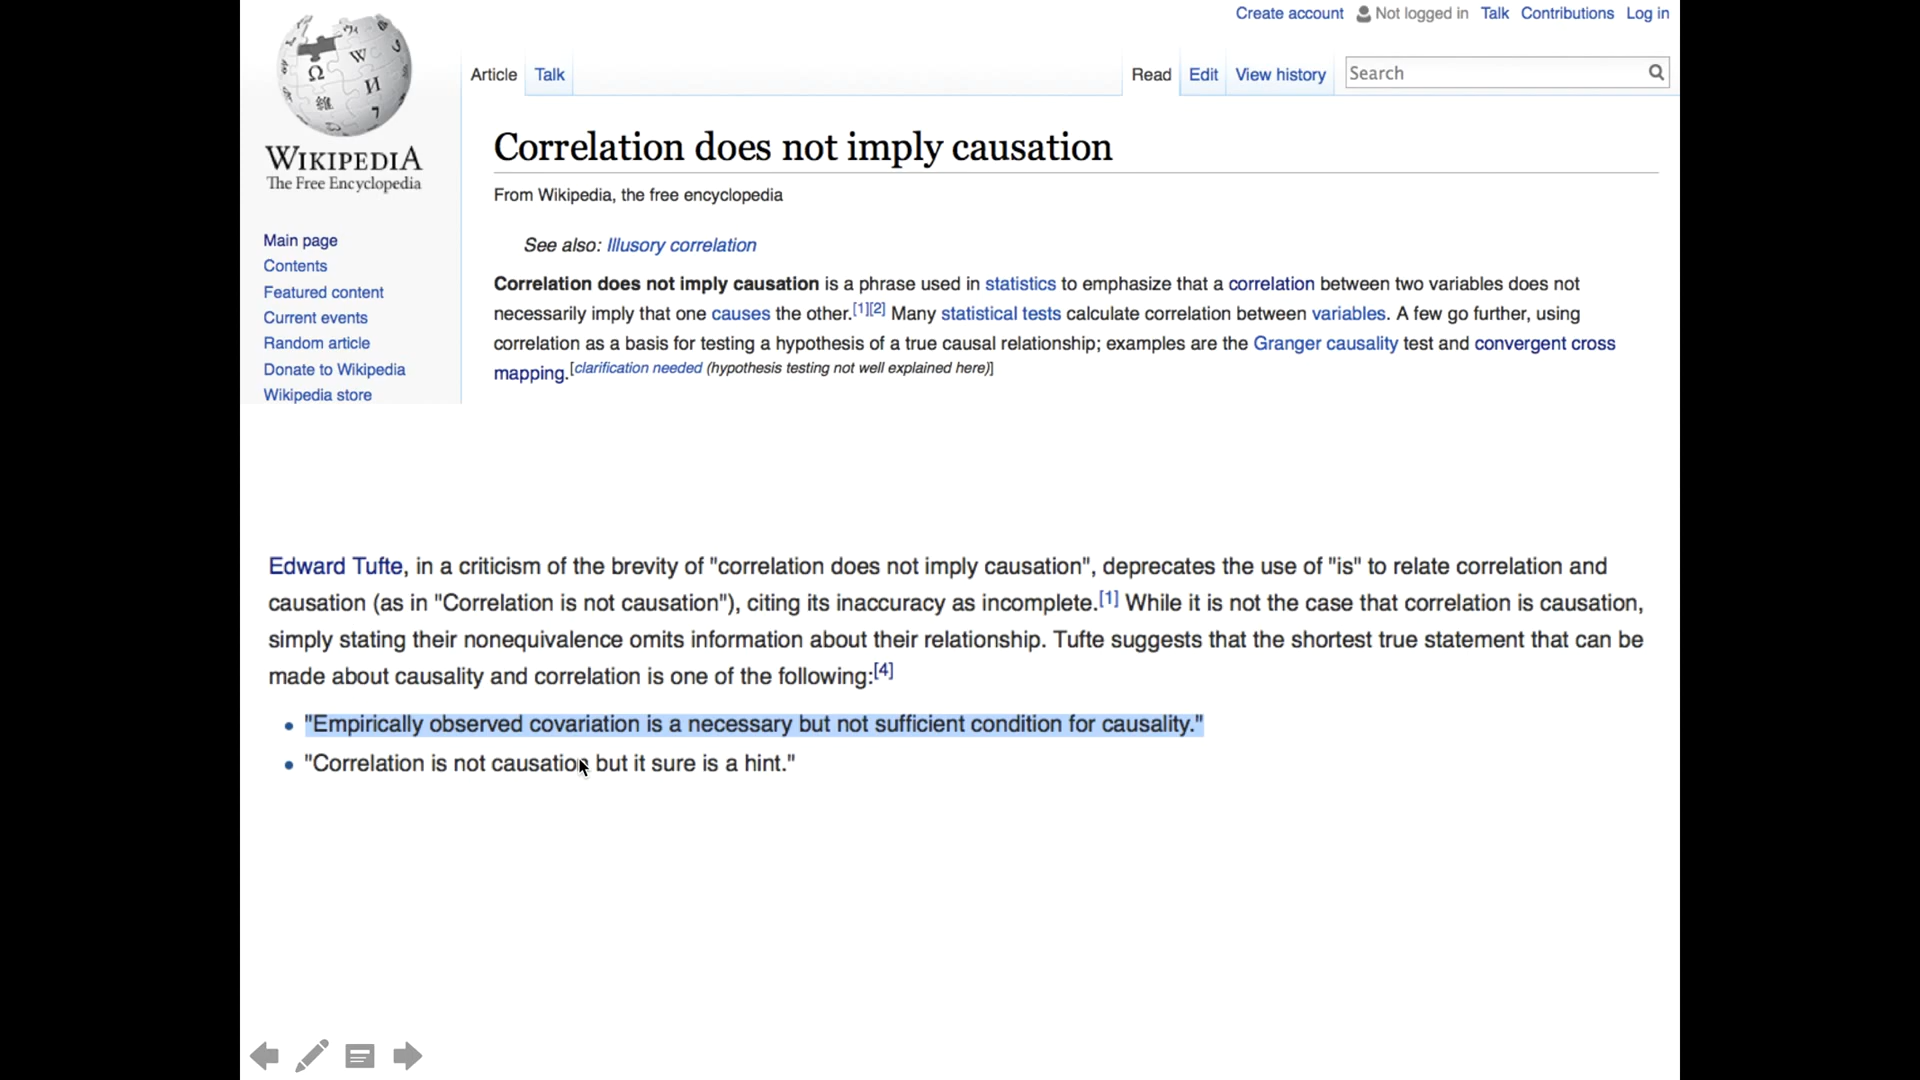 Create account Not logged in Talk Contributions Log in
Article Talk Read Edit View history Search
WIKIPEDIA
The Free Encyclopedia
Main page
Contents
Featured content
Current events
Random article
Donate to Wikipedia
Wikipedia store
Correlation does not imply causation
From Wikipedia, the free encyclopedia
See also: Illusory correlation
Correlation does not imply causation is a phrase used in statistics to emphasize that a correlation between two variables does not
necessarily imply that one causes the other.[1][2] Many statistical tests calculate correlation between variables. A few go further, using
correlation as a basis for testing a hypothesis of a true causal relationship; examples are the Granger causality test and convergent cross
mapping.[clarification needed (hypothesis testing not well explained here)]
Edward Tufte, in a criticism of the brevity of "correlation does not imply causation", deprecates the use of "is" to relate correlation and
causation (as in "Correlation is not causation"), citing its inaccuracy as incomplete.[1] While it is not the case that correlation is causation,
simply stating their nonequivalence omits information about their relationship. Tufte suggests that the shortest true statement that can be
made about causality and correlation is one of the following:[4]
• "Empirically observed covariation is a necessary but not sufficient condition for causality."
• "Correlation is not causation but it sure is a hint."